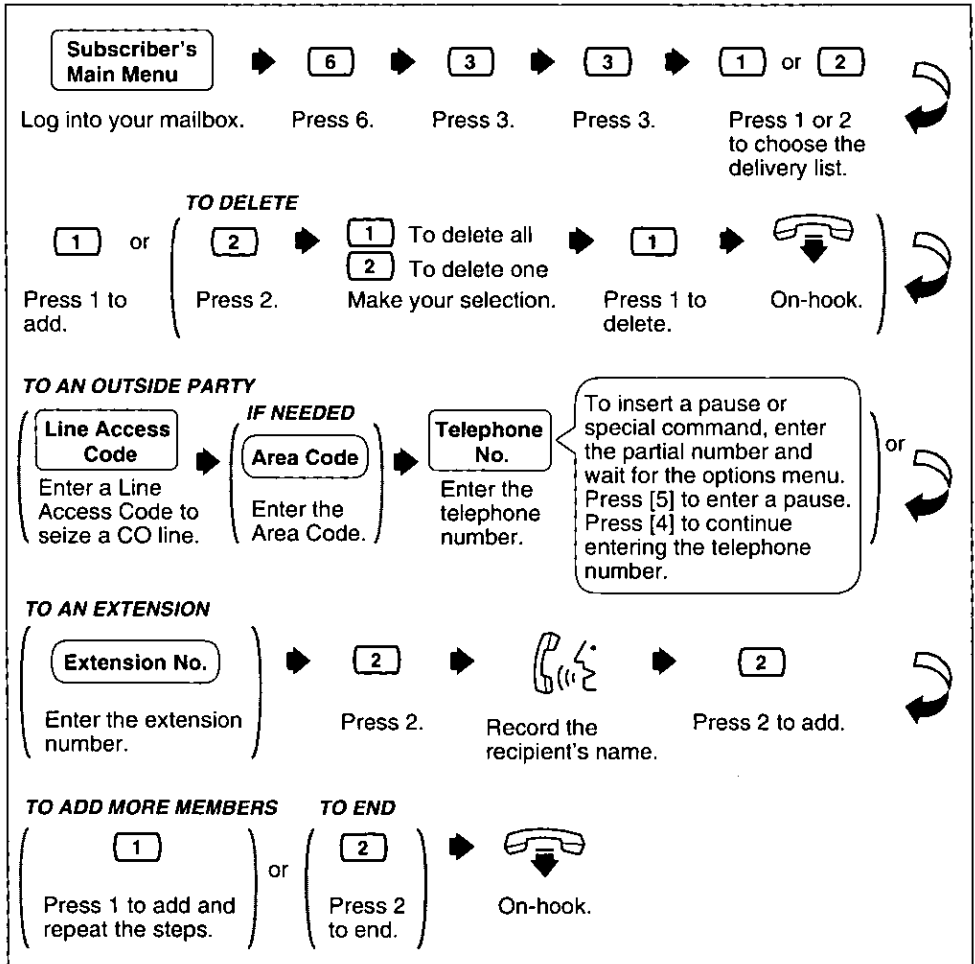 Subscriber's
Main Menu
6
3
3
1 or 2
Log into your mailbox.
Press 6.
Press 3.
Press 3.
Press 1 or 2
to choose the
delivery list.
TO DELETE
1 or
2
1 To delete all
2 To delete one
1
Press 1 to
add.
Press 2.
Make your selection.
Press 1 to
delete.
On-hook.
TO AN OUTSIDE PARTY
Line Access
Code
Enter a Line
Access Code to
seize a CO line.
IF NEEDED
Area Code
Enter the
Area Code.
Telephone
No.
Enter the
telephone
number.
To insert a pause or
special command, enter
the partial number and
wait for the options menu.
Press [5] to enter a pause.
Press [4] to continue
entering the telephone
number.
or
TO AN EXTENSION
Extension No.
2
2
Enter the extension
number.
Press 2.
Record the
recipient's name.
Press 2 to add.
TO ADD MORE MEMBERS
1
Press 1 to add and
repeat the steps.
or
TO END
2
Press 2
to end.
On-hook.